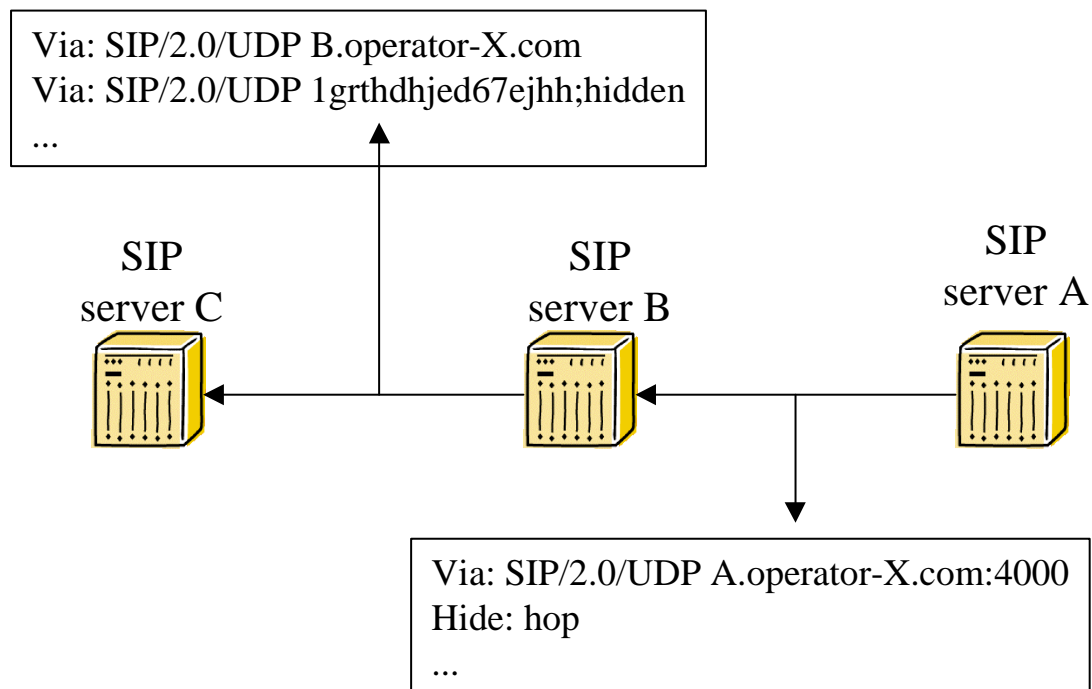 Via: SIP/2.0/UDP B.operator-X.com
Via: SIP/2.0/UDP 1grthdhjed67ejhh;hidden
...
SIP
server C
SIP
server B
SIP
server A
Via: SIP/2.0/UDP A.operator-X.com:4000
Hide: hop
...